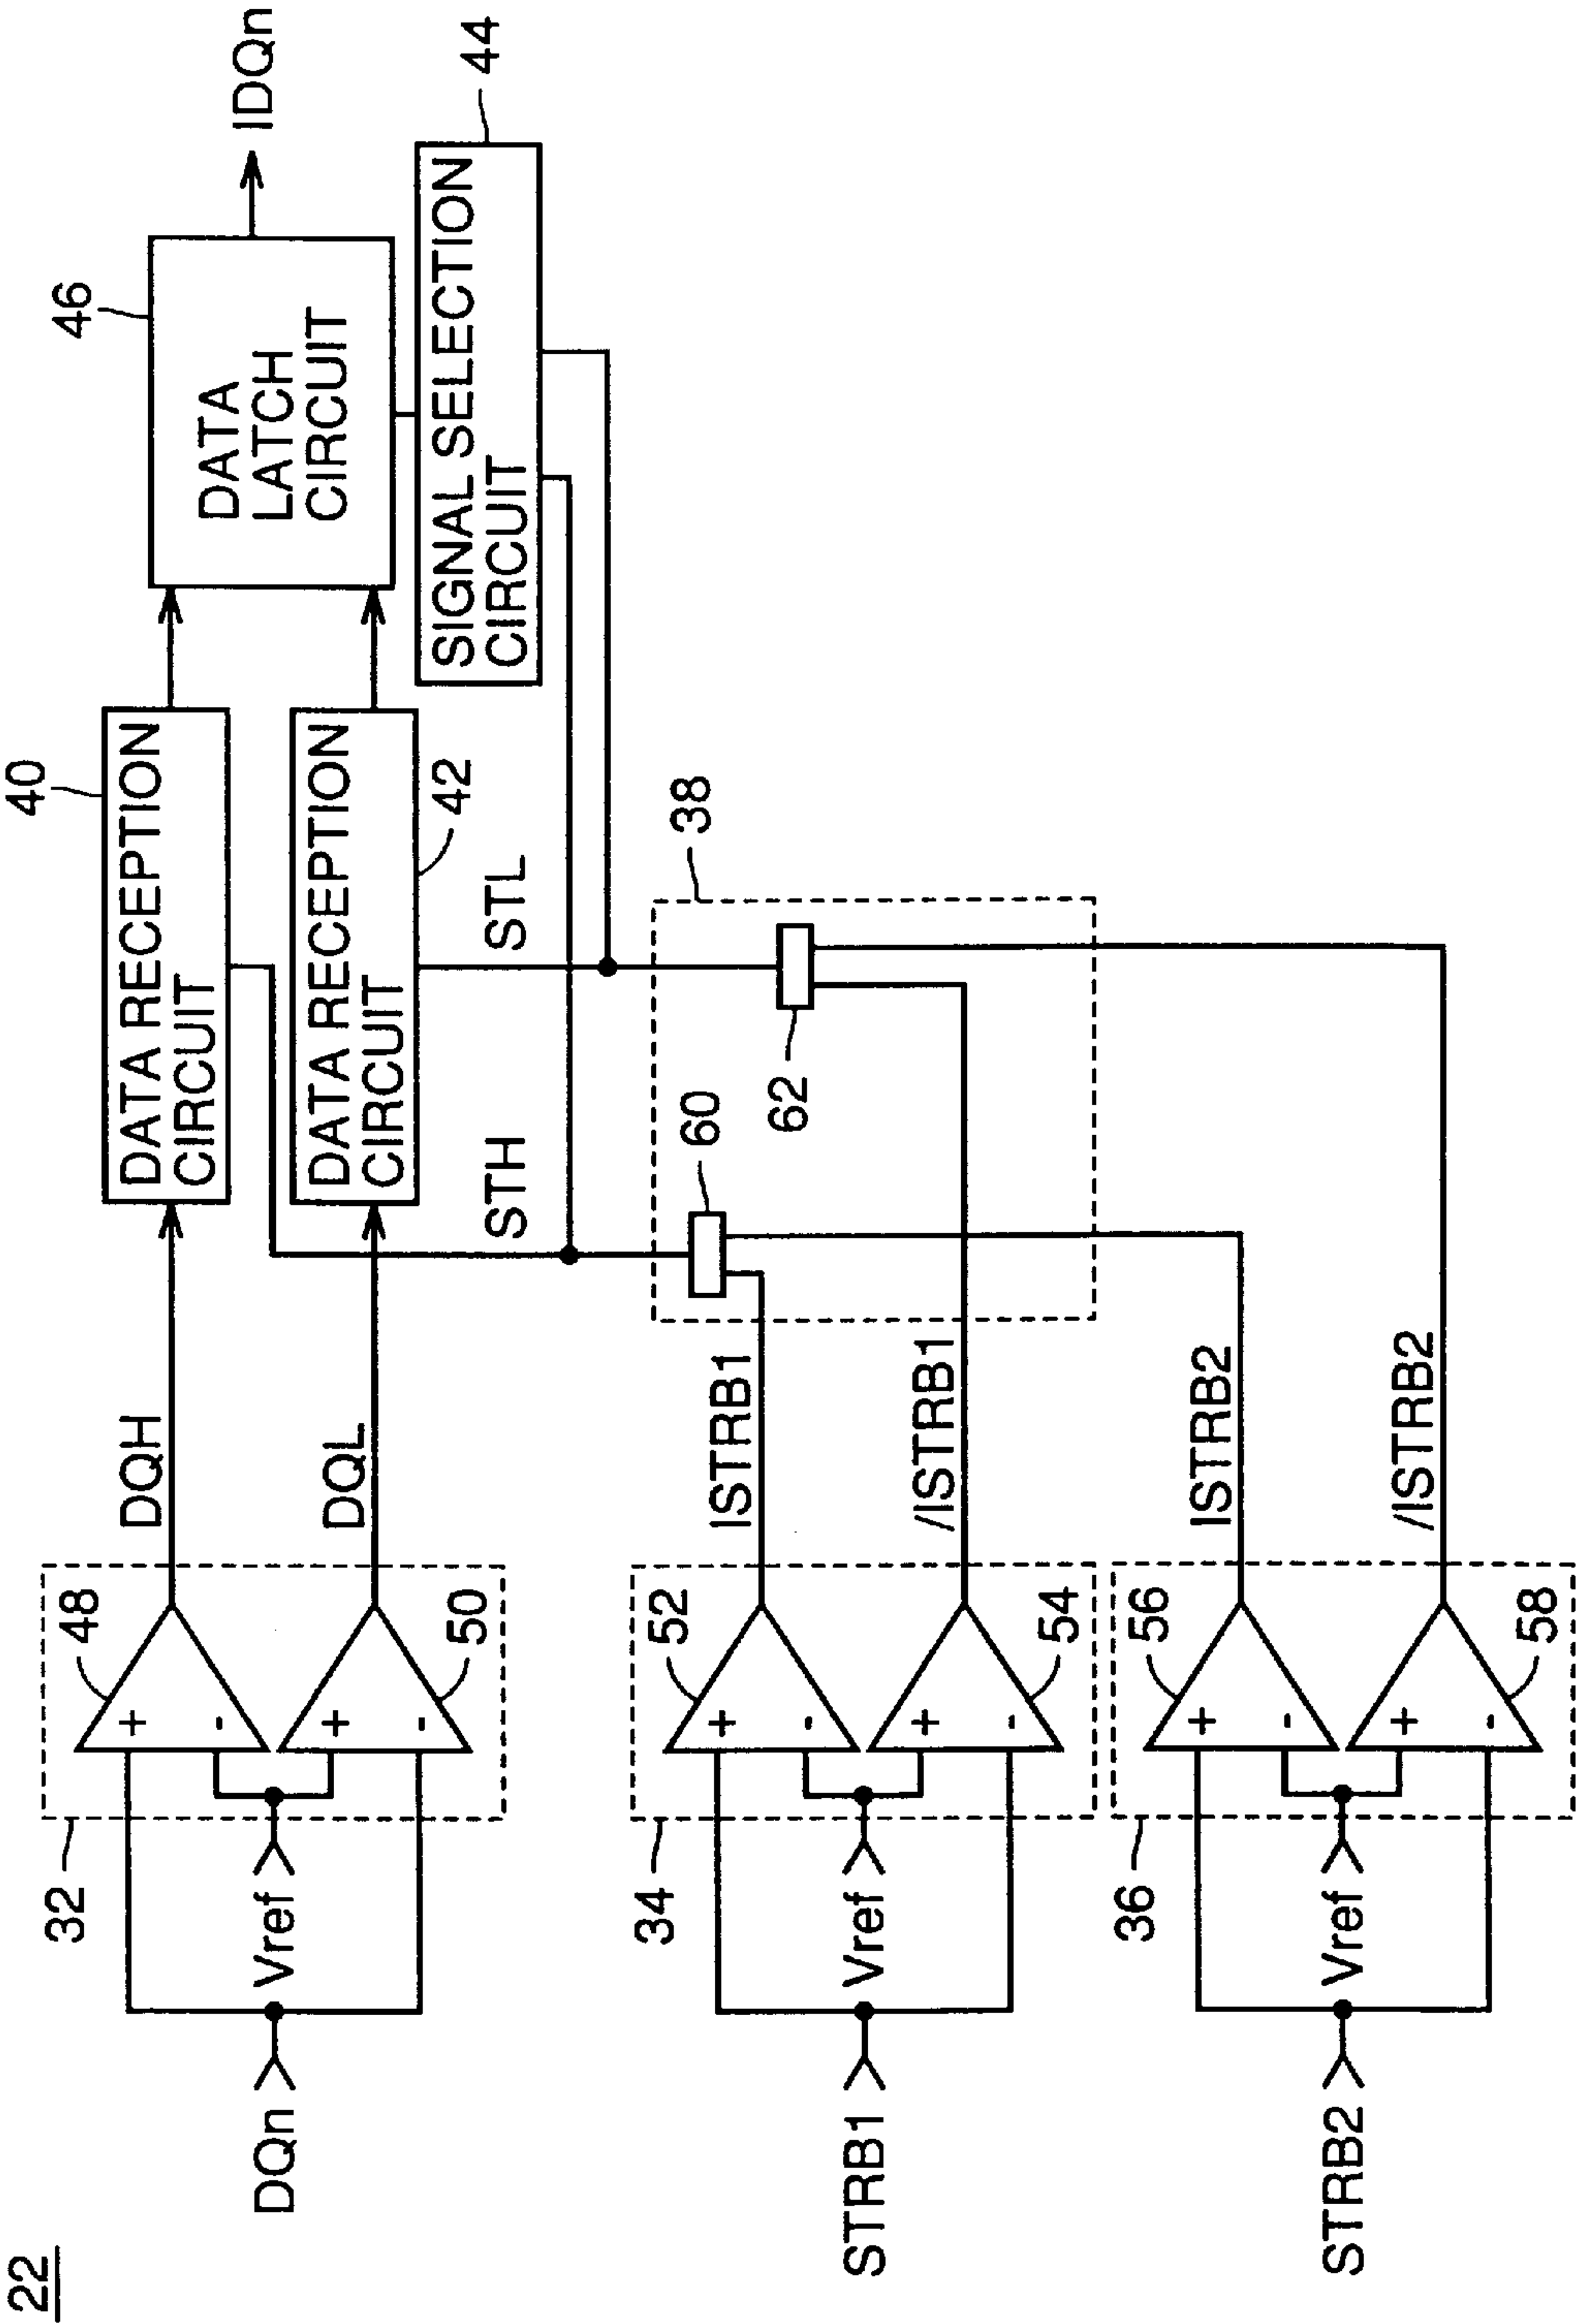 22
DQn
Vref
32
48
+
-
+
-
50
DQH
DQL
40
DATA RECEPTION
CIRCUIT
DATA RECEPTION
CIRCUIT
42
46
DATA
LATCH
CIRCUIT
IDQn
44
SIGNAL SELECTION
CIRCUIT
STH
STL
38
60
62
STRB1
Vref
34
52
+
-
+
-
54
ISTRB1
/ISTRB1
STRB2
Vref
36
56
+
-
+
-
58
ISTRB2
/ISTRB2